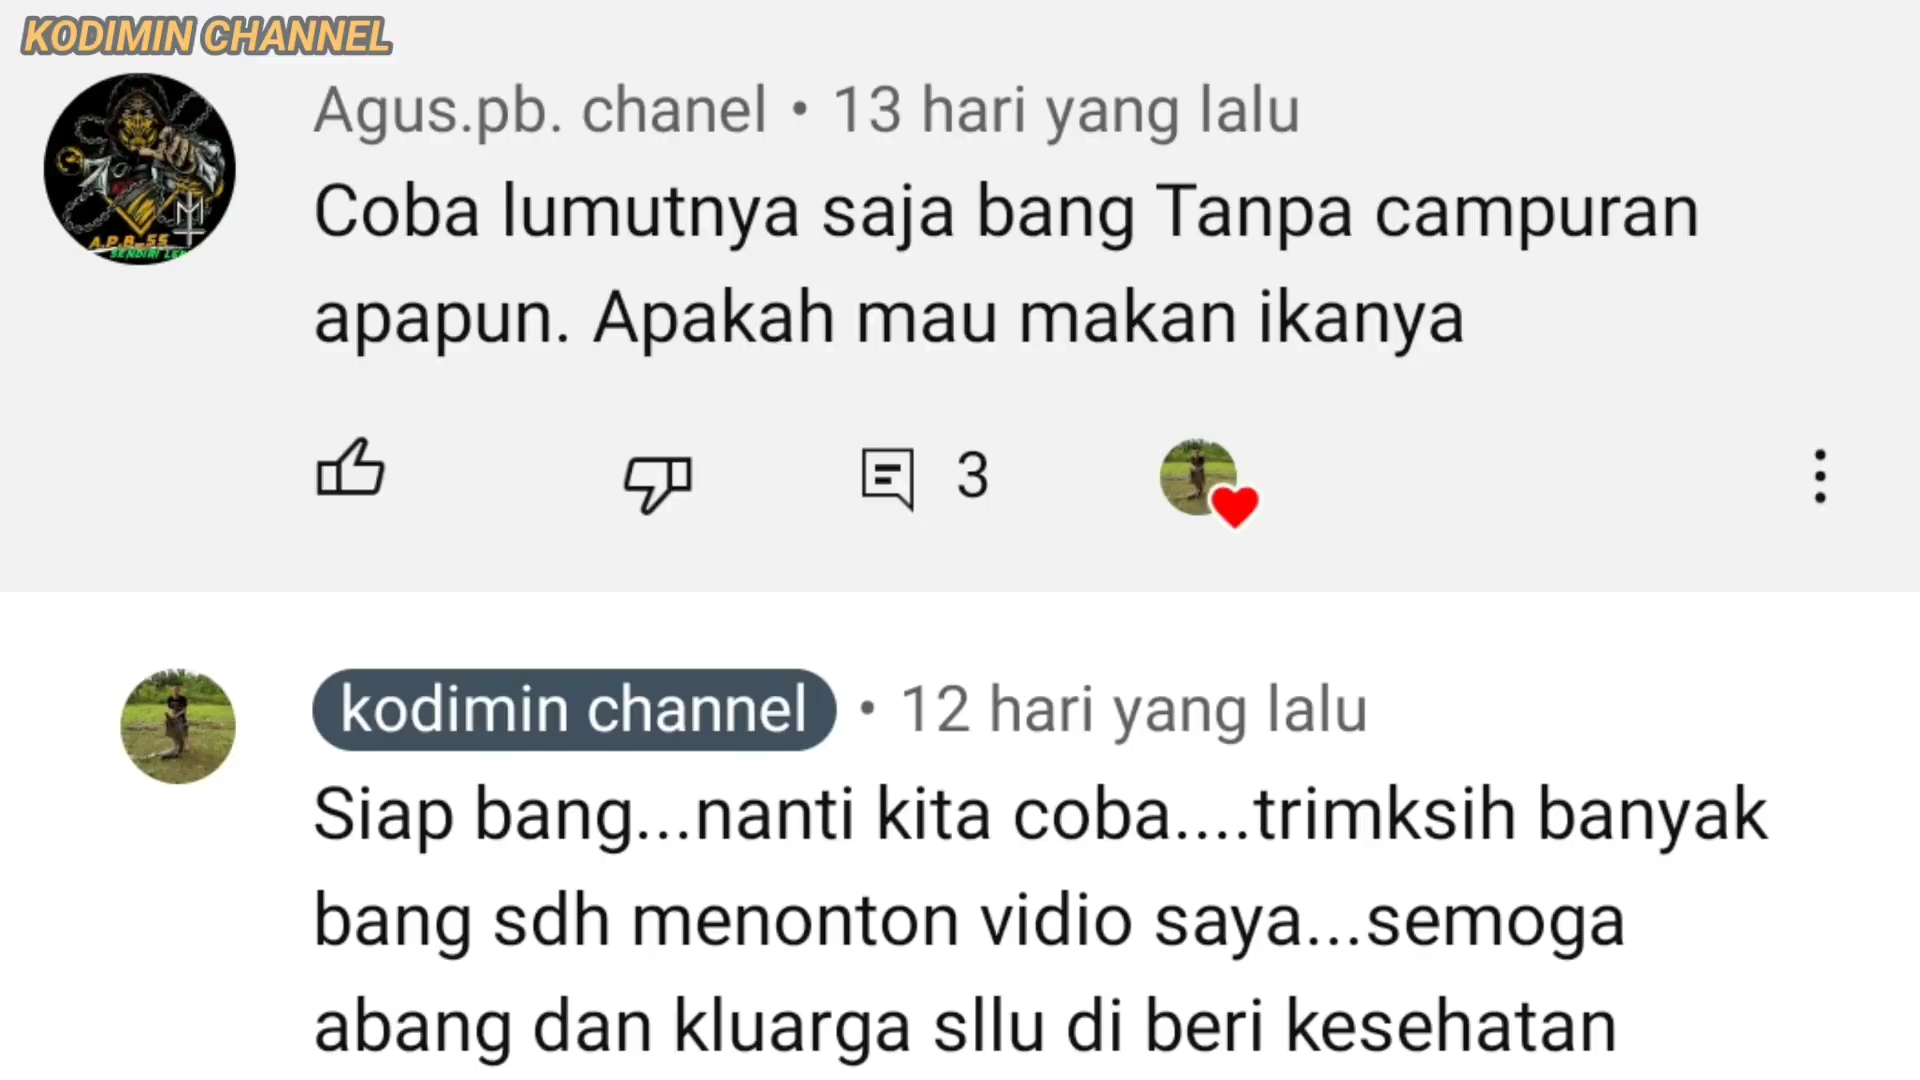 KODIMIN CHANNEL
Agus.pb. chanel • 13 hari yang lalu
Coba lumutnya saja bang Tanpa campuran
apapun. Apakah mau makan ikanya
A.P.B_55
3
kodimin channel • 12 hari yang lalu
Siap bang...nanti kita coba....trimksih banyak
bang sdh menonton vidio saya...semoga
abang dan kluarga sllu di beri kesehatan